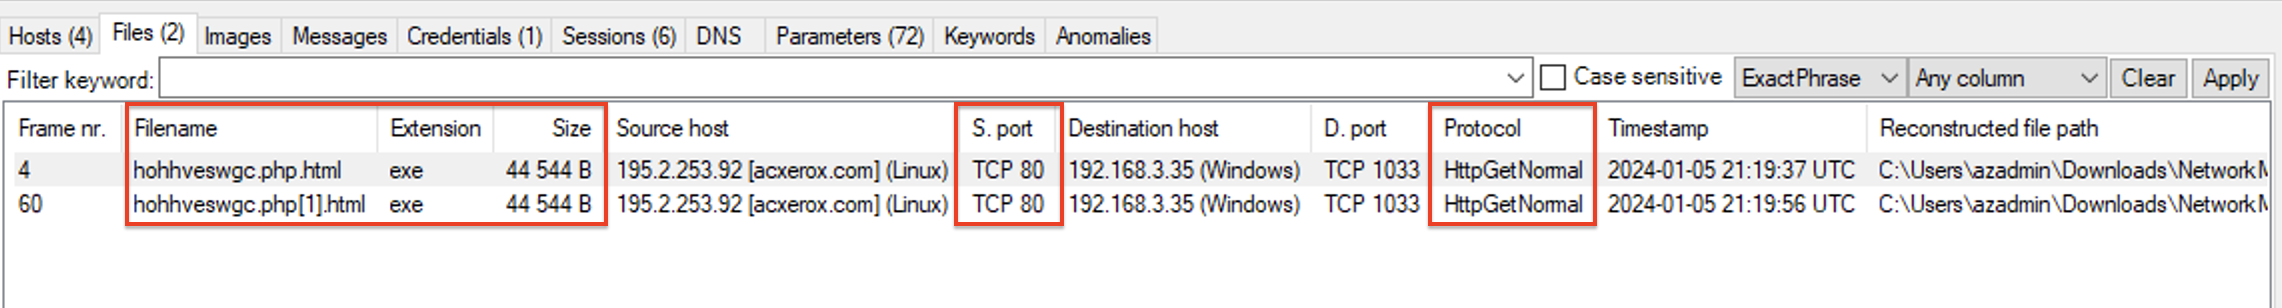 Hosts (4) Files (2) Images Messages Credentials (1) Sessions (6) DNS Parameters (72) Keywords Anomalies
Filter keyword: Case sensitive ExactPhrase Any column Clear Apply
Frame nr. Filename Extension Size Source host S. port Destination host D. port Protocol Timestamp Reconstructed file path
4 hohhveswgc.php.html exe 44 544 B 195.2.253.92 [acxerox.com] (Linux) TCP 80 192.168.3.35 (Windows) TCP 1033 HttpGetNormal 2024-01-05 21:19:37 UTC C:\Users\azadmin\Downloads\NetworkM
60 hohhveswgc.php[1].html exe 44 544 B 195.2.253.92 [acxerox.com] (Linux) TCP 80 192.168.3.35 (Windows) TCP 1033 HttpGetNormal 2024-01-05 21:19:56 UTC C:\Users\azadmin\Downloads\NetworkM